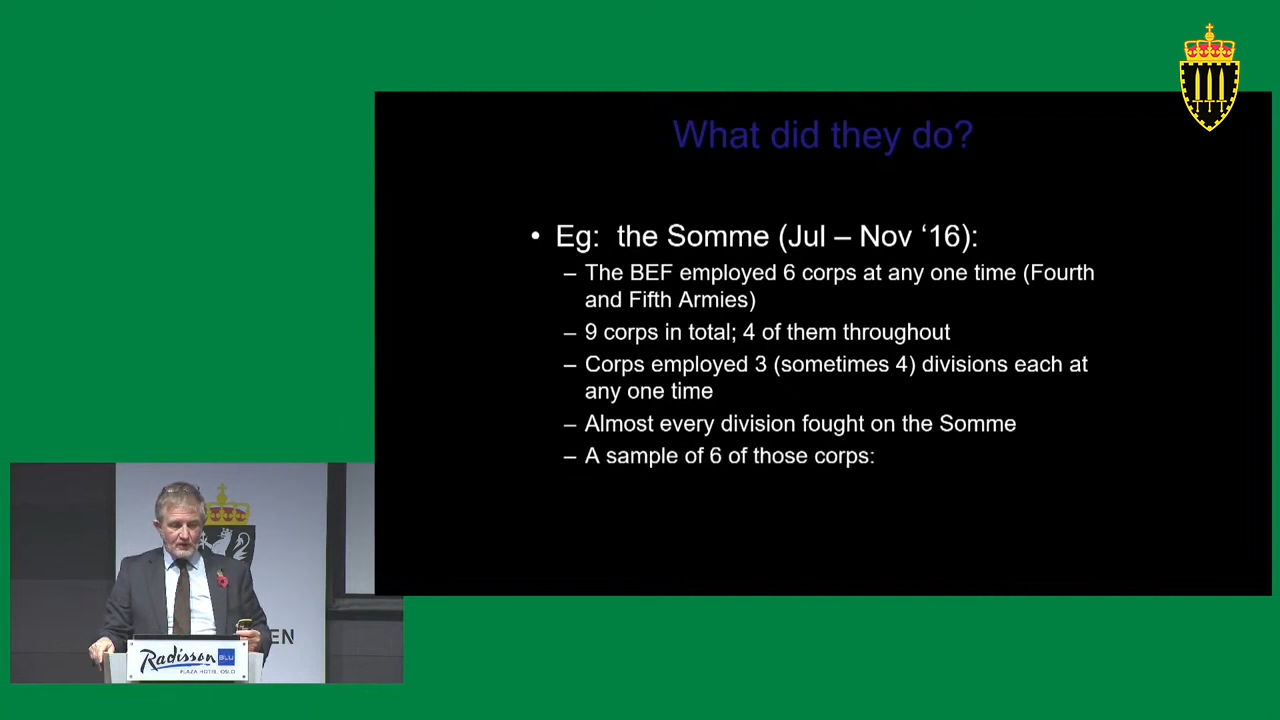 What did they do?
• Eg: the Somme (Jul – Nov ‘16):
– The BEF employed 6 corps at any one time (Fourth
and Fifth Armies)
– 9 corps in total; 4 of them throughout
– Corps employed 3 (sometimes 4) divisions each at
any one time
– Almost every division fought on the Somme
– A sample of 6 of those corps:
EN
Radisson BLU
PLAZA HOTEL, OSLO